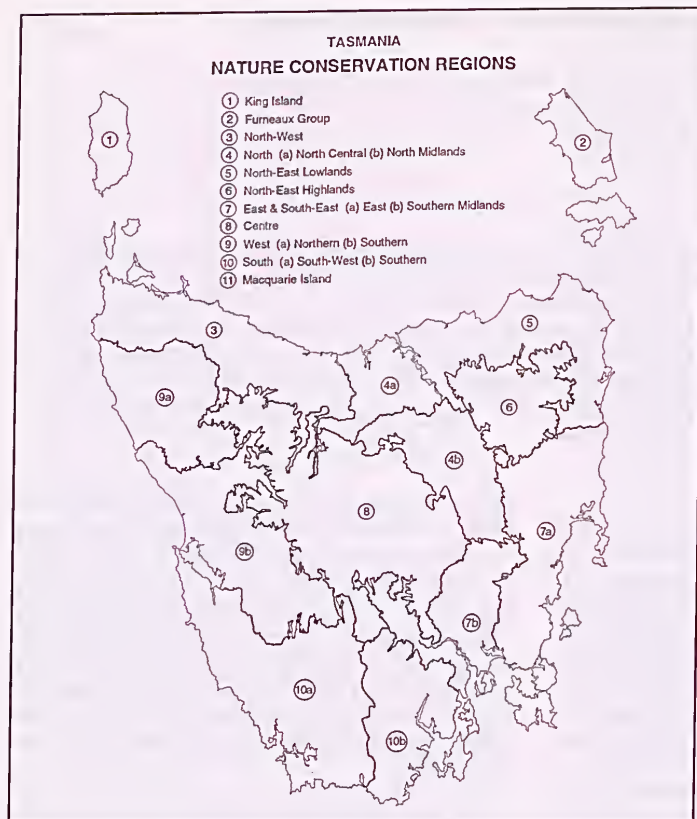 TASMANIA
NATURE CONSERVATION REGIONS
① King Island
② Furneaux Group
③ North-West
④ North (a) North Central (b) North Midlands
⑤ North-East Lowlands
⑥ North-East Highlands
⑦ East & South-East (a) East (b) Southern Midlands
⑧ Centre
⑨ West (a) Northern (b) Southern
⑩ South (a) South-West (b) Southern
⑪ Macquarie Island
1
2
3
5
4a
9a
6
4b
8
7a
9b
7b
10a
10b